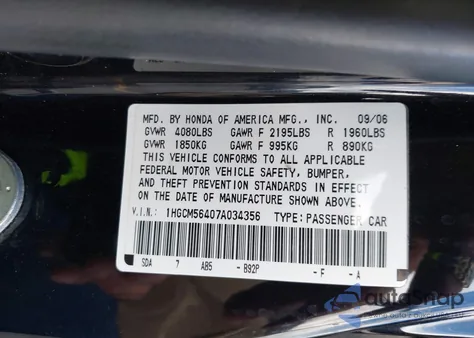 MFD. BY HONDA OF AMERICA MFG., INC. 09/06
GVWR 4080LBS GAWR F 2195LBS R 1960LBS
GVWR 1850KG GAWR F 995KG R 890KG
THIS VEHICLE CONFORMS TO ALL APPLICABLE
FEDERAL MOTOR VEHICLE SAFETY, BUMPER,
AND THEFT PREVENTION STANDARDS IN EFFECT
ON THE DATE OF MANUFACTURE SHOWN ABOVE.
V.I.N.: 1HGCM56407A034356 TYPE: PASSENGER CAR
SDA 7 AB5 - B92P - F - A
autoSnap